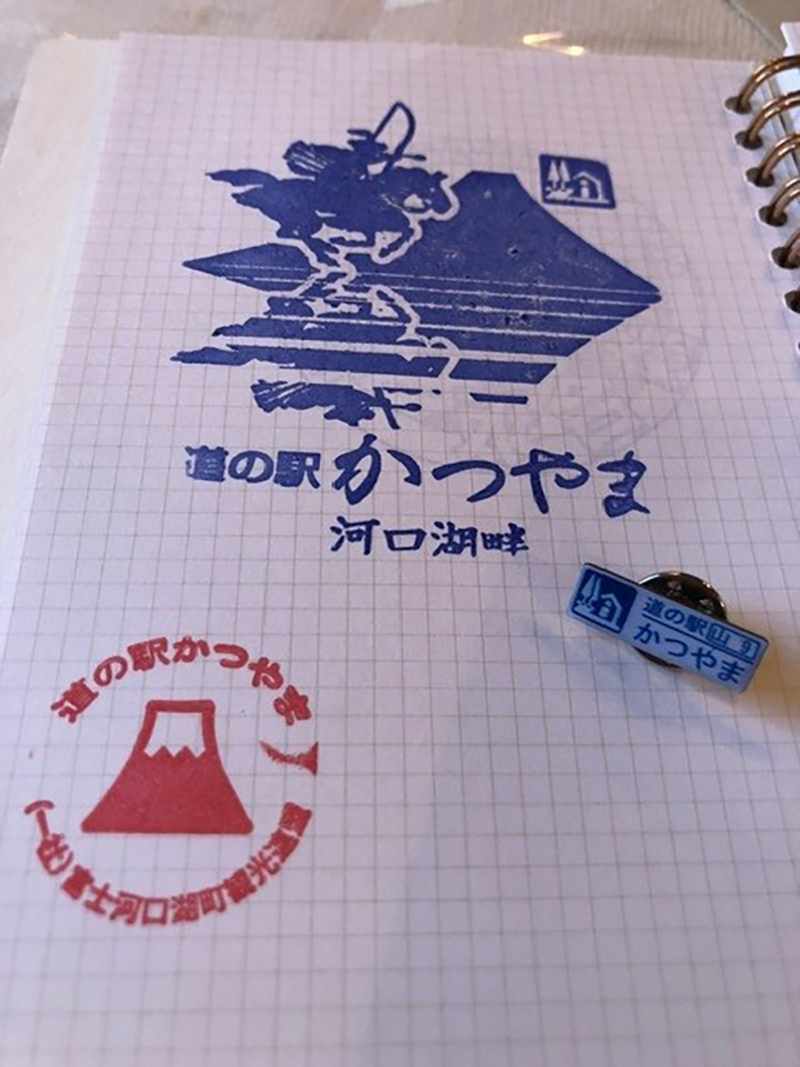 道の駅かつやま
河口湖畔
道の駅 山 9
かつやま
道の駅かつやま
(一社)富士河口湖町観光連盟